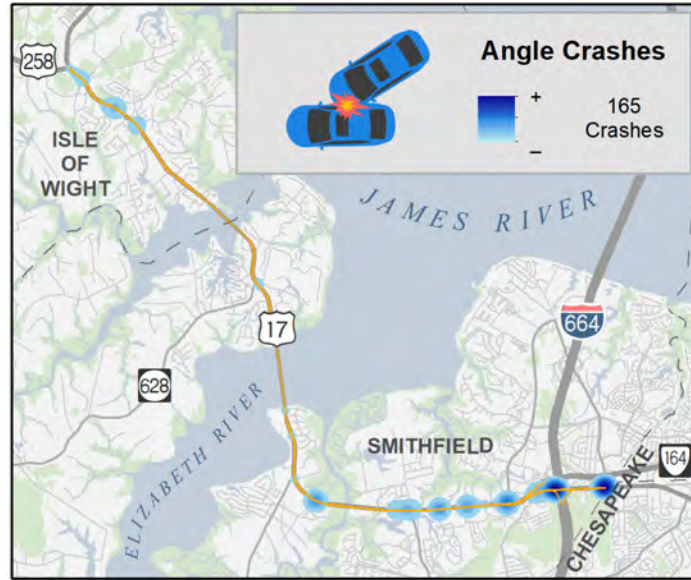 258
Angle Crashes
+
165
Crashes
–
ISLE
OF
WIGHT
JAMES RIVER
17
664
628
ELIZABETH RIVER
SMITHFIELD
164
CHESAPEAKE